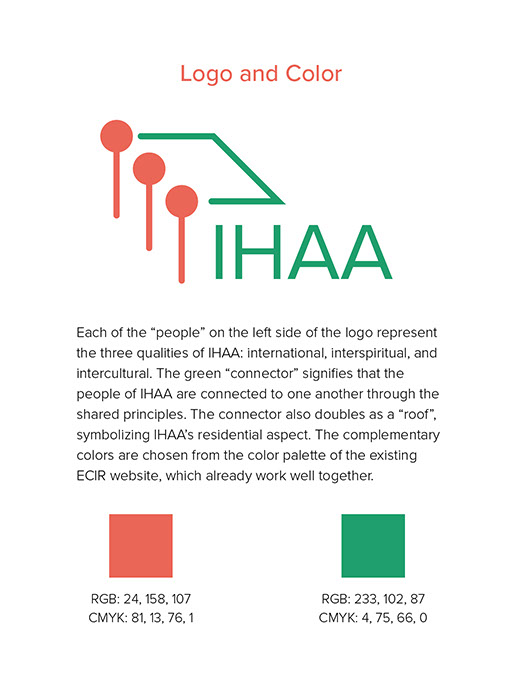 Logo and Color
IHAA
Each of the “people” on the left side of the logo represent
the three qualities of IHAA: international, interspiritual, and
intercultural. The green “connector” signifies that the
people of IHAA are connected to one another through the
shared principles. The connector also doubles as a “roof”,
symbolizing IHAA’s residential aspect. The complementary
colors are chosen from the color palette of the existing
ECIR website, which already work well together.
RGB: 24, 158, 107
CMYK: 81, 13, 76, 1
RGB: 233, 102, 87
CMYK: 4, 75, 66, 0